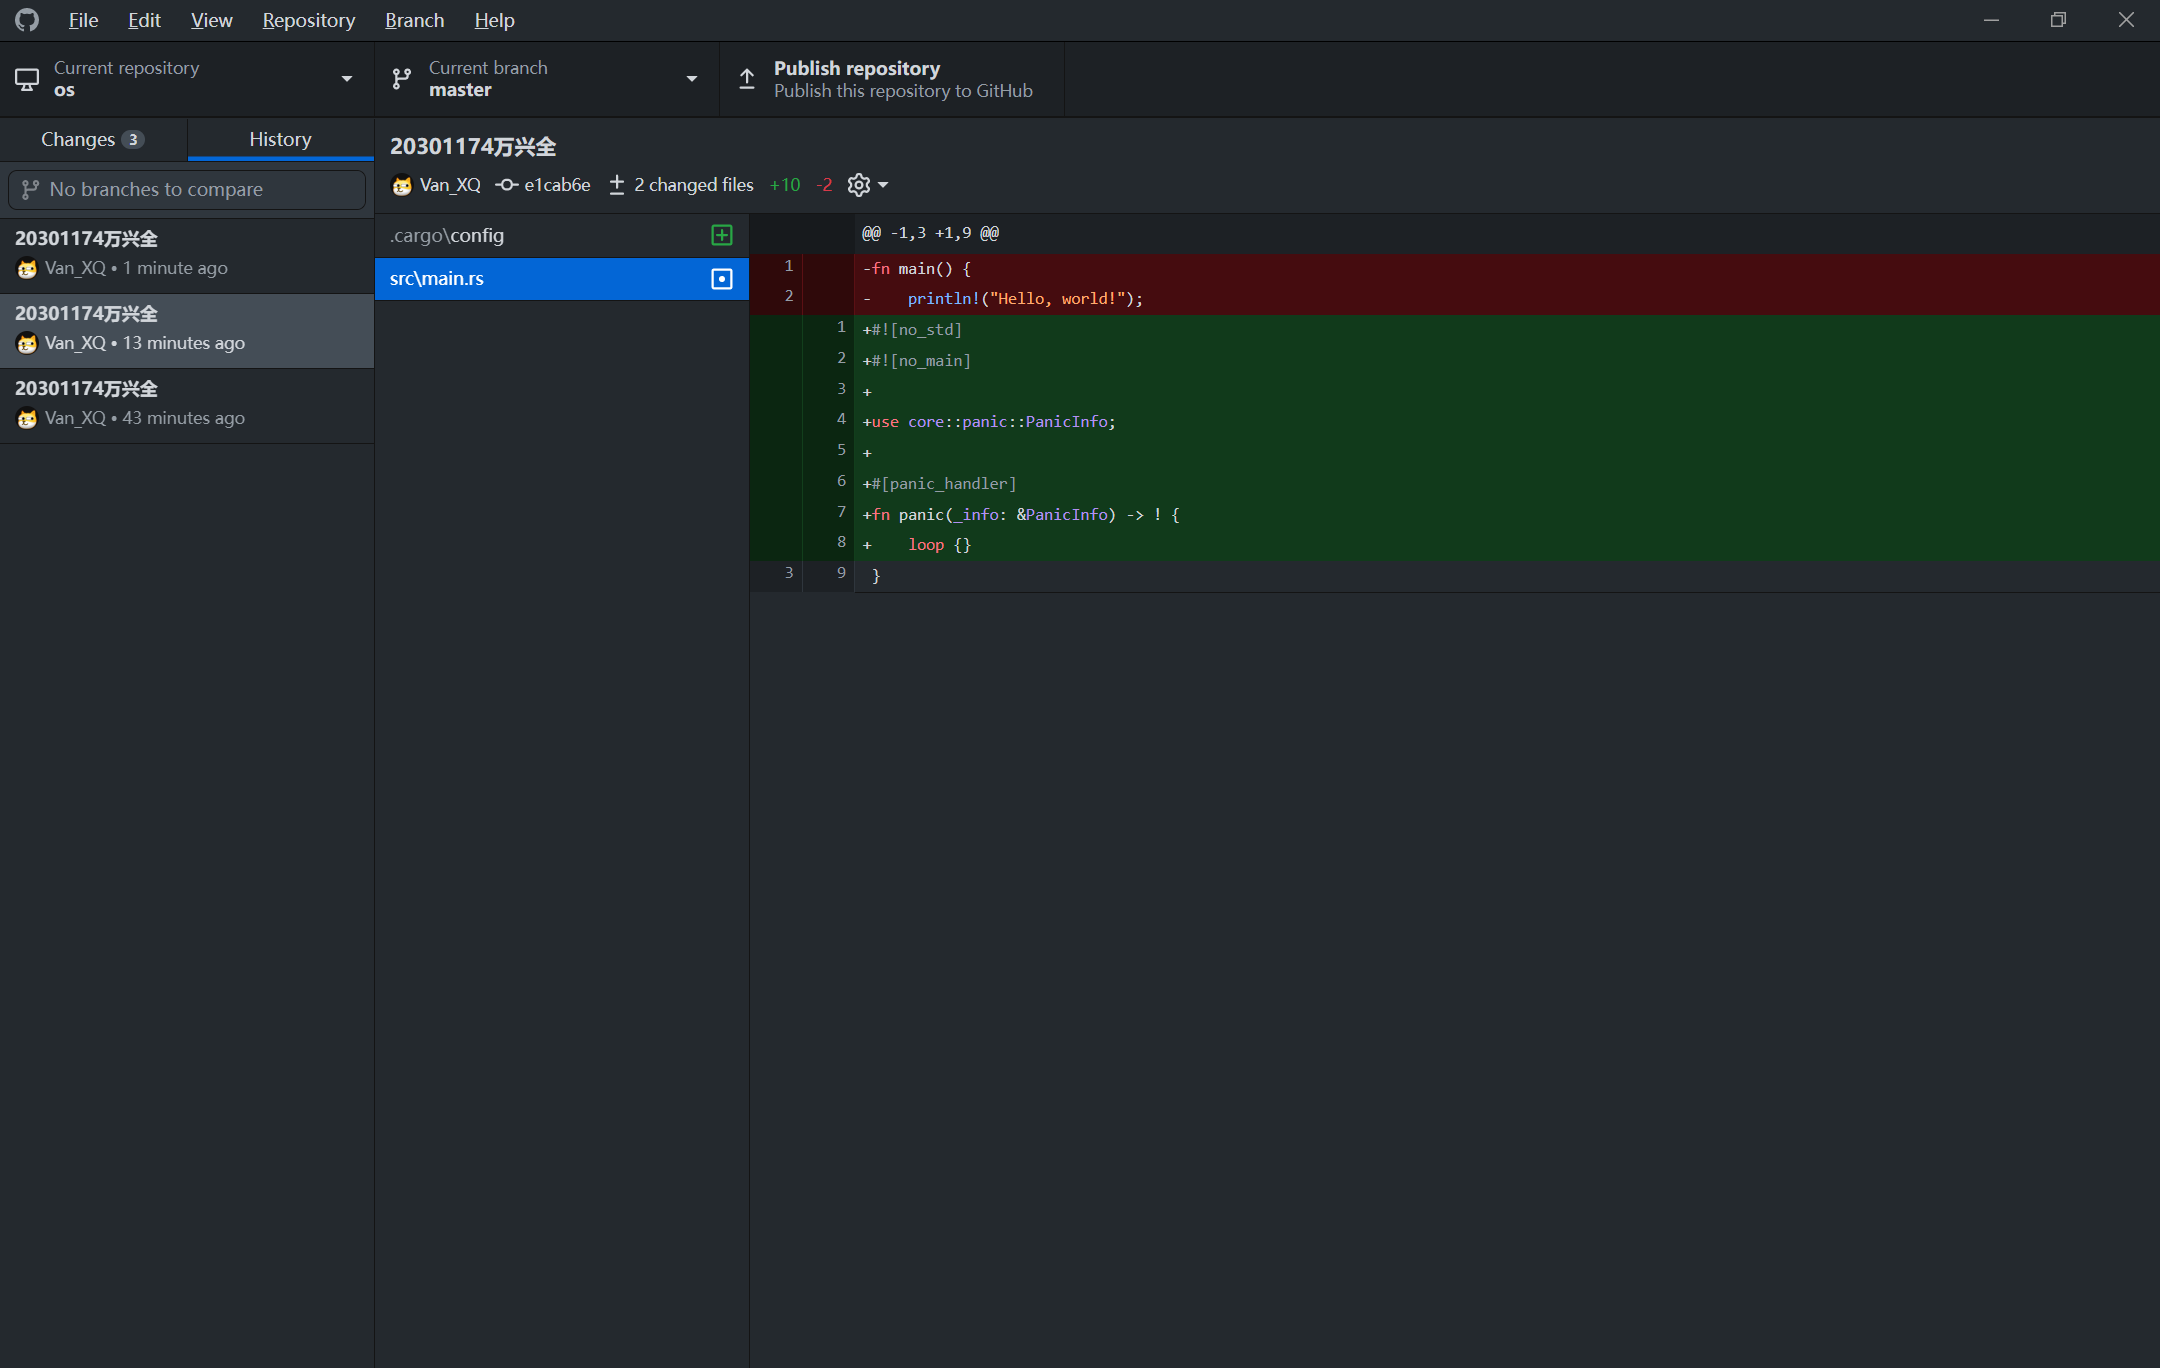 File Edit View Repository Branch Help
Current repository
os
Current branch
master
Publish repository
Publish this repository to GitHub
Changes 3
History
No branches to compare
20301174万兴全
Van_XQ • 1 minute ago
20301174万兴全
Van_XQ • 13 minutes ago
20301174万兴全
Van_XQ • 43 minutes ago
20301174万兴全
Van_XQ e1cab6e 2 changed files +10 -2
.cargo\config
src\main.rs
@@ -1,3 +1,9 @@
1 -fn main() {
2 -    println!("Hello, world!");
1 +#![no_std]
2 +#![no_main]
3 +
4 +use core::panic::PanicInfo;
5 +
6 +#[panic_handler]
7 +fn panic(_info: &PanicInfo) -> ! {
8 +    loop {}
3 9 }